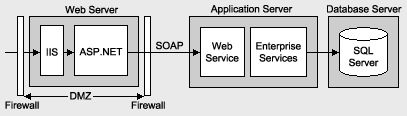 Web Server
Application Server
Database Server
IIS
ASP.NET
SOAP
Web
Service
Enterprise
Services
SQL
Server
DMZ
Firewall
Firewall